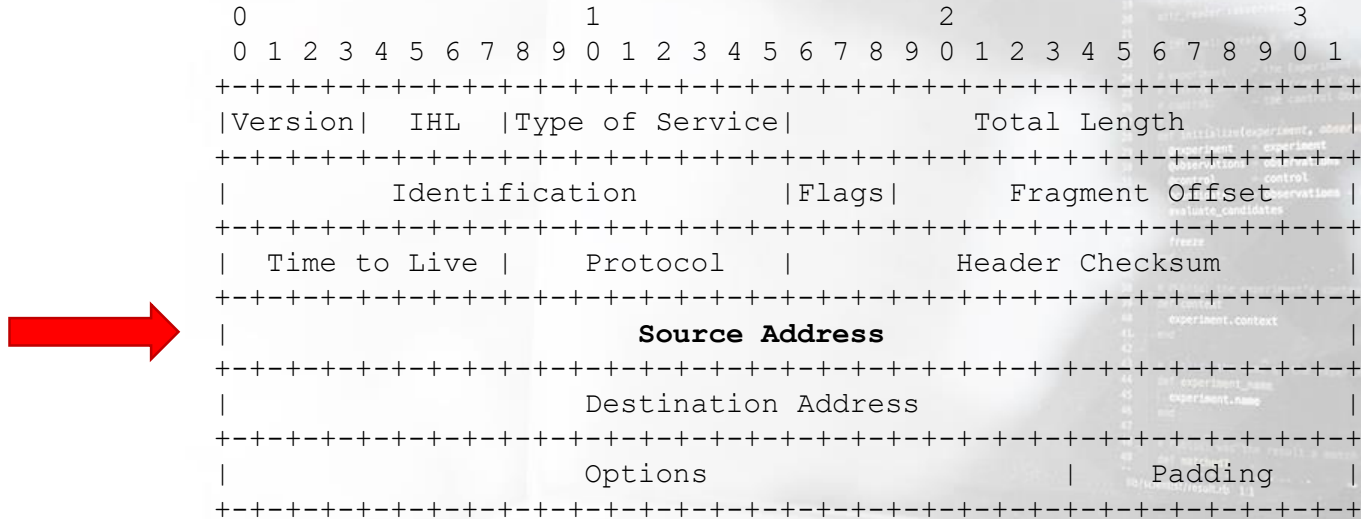 0                   1                   2                   3
0 1 2 3 4 5 6 7 8 9 0 1 2 3 4 5 6 7 8 9 0 1 2 3 4 5 6 7 8 9 0 1
+-+-+-+-+-+-+-+-+-+-+-+-+-+-+-+-+-+-+-+-+-+-+-+-+-+-+-+-+-+-+-+-+
|Version|  IHL  |Type of Service|          Total Length         |
+-+-+-+-+-+-+-+-+-+-+-+-+-+-+-+-+-+-+-+-+-+-+-+-+-+-+-+-+-+-+-+-+
|         Identification        |Flags|      Fragment Offset    |
+-+-+-+-+-+-+-+-+-+-+-+-+-+-+-+-+-+-+-+-+-+-+-+-+-+-+-+-+-+-+-+-+
|  Time to Live |    Protocol   |         Header Checksum       |
+-+-+-+-+-+-+-+-+-+-+-+-+-+-+-+-+-+-+-+-+-+-+-+-+-+-+-+-+-+-+-+-+
|                       Source Address                          |
+-+-+-+-+-+-+-+-+-+-+-+-+-+-+-+-+-+-+-+-+-+-+-+-+-+-+-+-+-+-+-+-+
|                    Destination Address                        |
+-+-+-+-+-+-+-+-+-+-+-+-+-+-+-+-+-+-+-+-+-+-+-+-+-+-+-+-+-+-+-+-+
|                    Options                    |    Padding    |
+-+-+-+-+-+-+-+-+-+-+-+-+-+-+-+-+-+-+-+-+-+-+-+-+-+-+-+-+-+-+-+-+